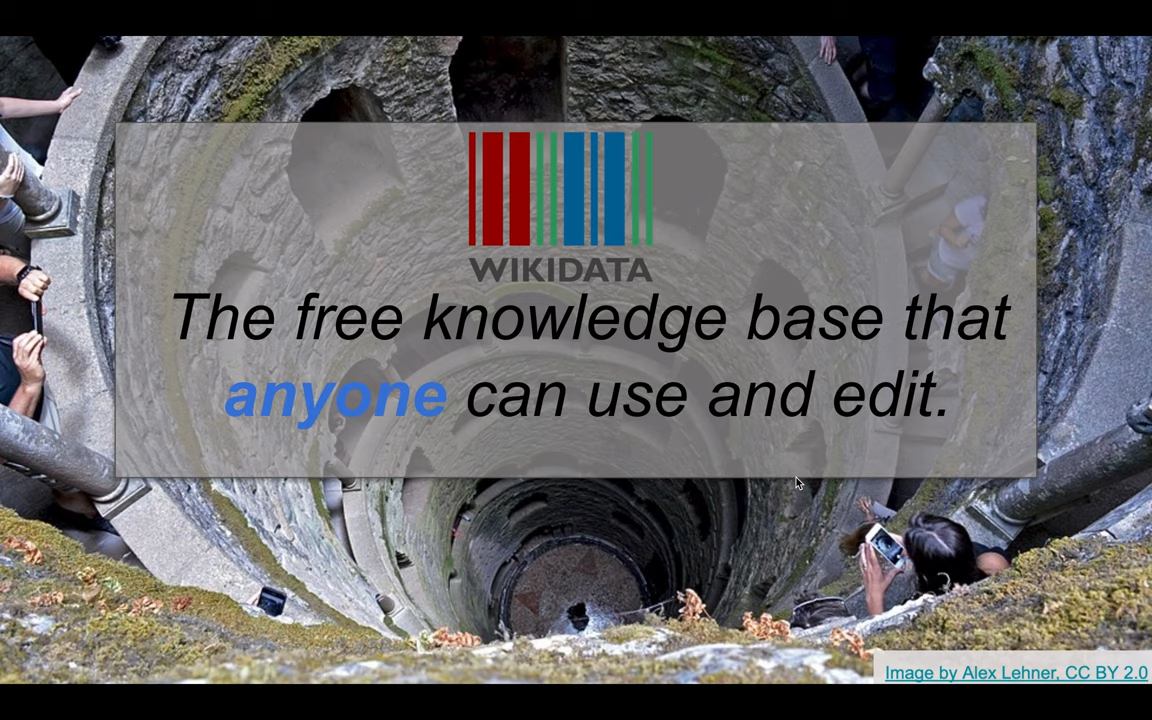 WIKIDATA
The free knowledge base that
anyone can use and edit.
Image by Alex Lehner, CC BY 2.0